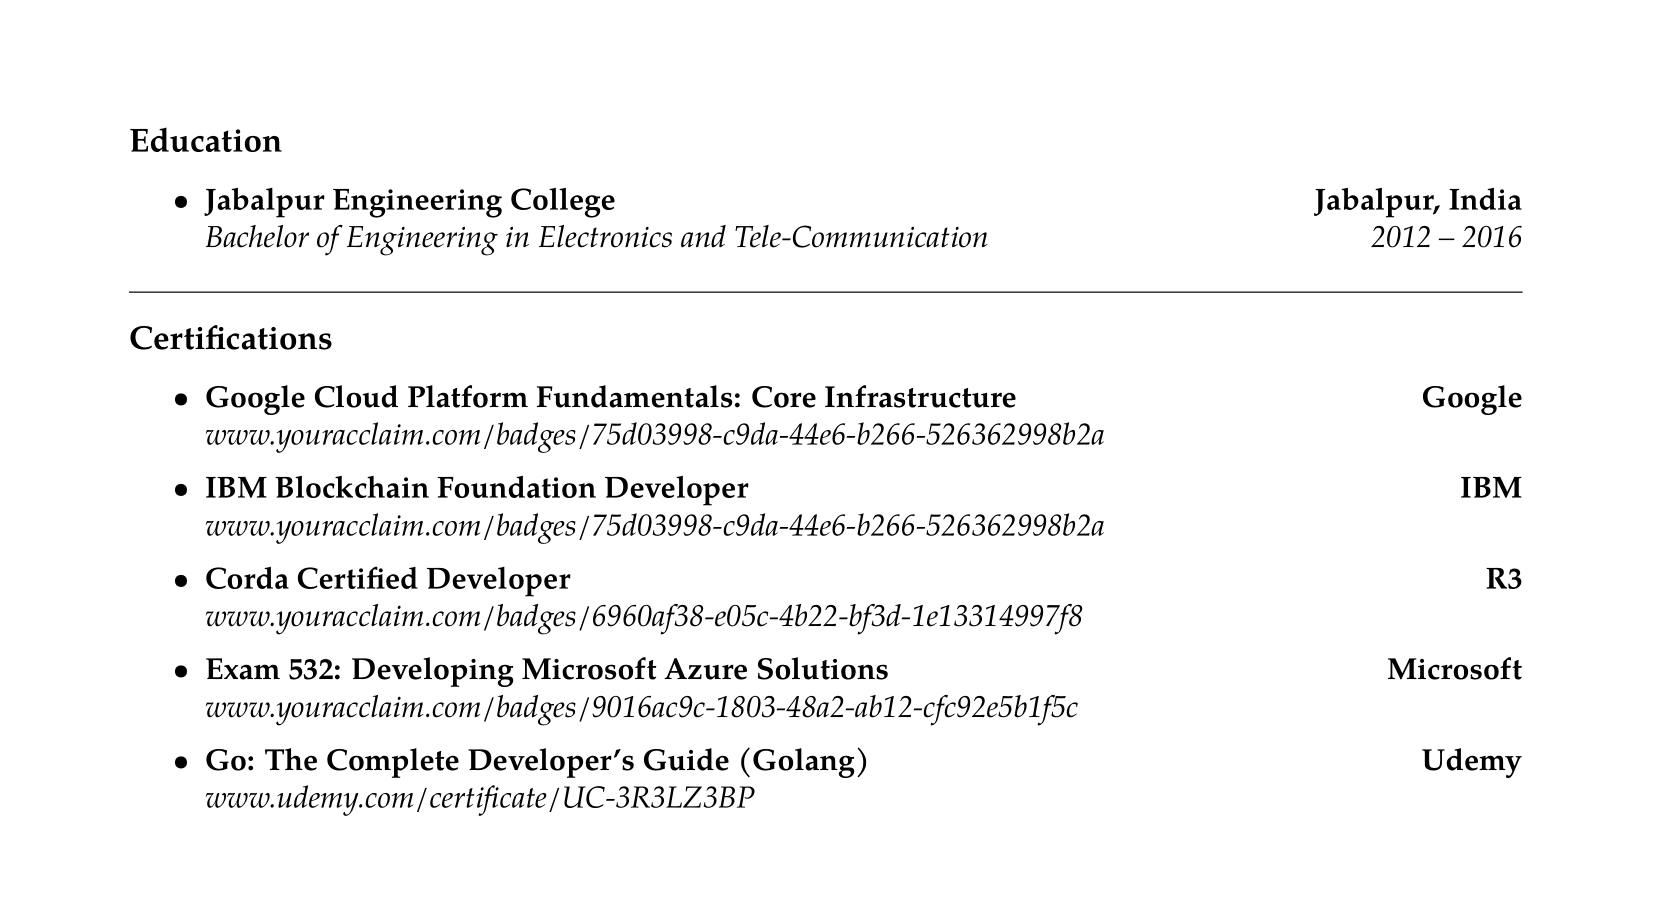 Education
• Jabalpur Engineering College Jabalpur, India
Bachelor of Engineering in Electronics and Tele-Communication 2012 – 2016
Certifications
• Google Cloud Platform Fundamentals: Core Infrastructure Google
www.youracclaim.com/badges/75d03998-c9da-44e6-b266-526362998b2a
• IBM Blockchain Foundation Developer IBM
www.youracclaim.com/badges/75d03998-c9da-44e6-b266-526362998b2a
• Corda Certified Developer R3
www.youracclaim.com/badges/6960af38-e05c-4b22-bf3d-1e13314997f8
• Exam 532: Developing Microsoft Azure Solutions Microsoft
www.youracclaim.com/badges/9016ac9c-1803-48a2-ab12-cfc92e5b1f5c
• Go: The Complete Developer’s Guide (Golang) Udemy
www.udemy.com/certificate/UC-3R3LZ3BP